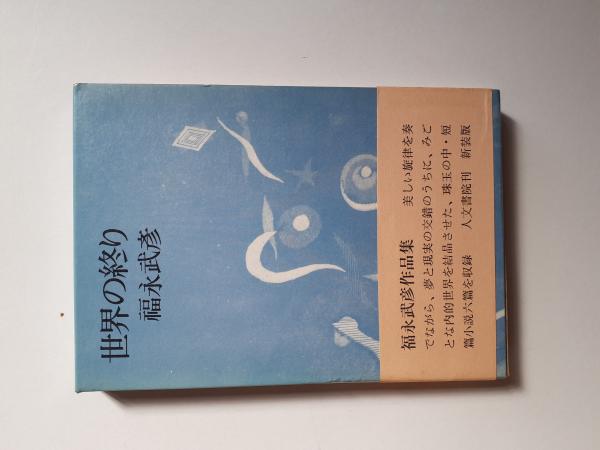 世界の終り
福永武彦
福永武彦作品集　美しい旋律を奏
でながら、夢と現実の交錯のうちに、みご
とな内的世界を結晶させた、珠玉の中・短
篇小説六篇を収録　人文書院刊　新装版